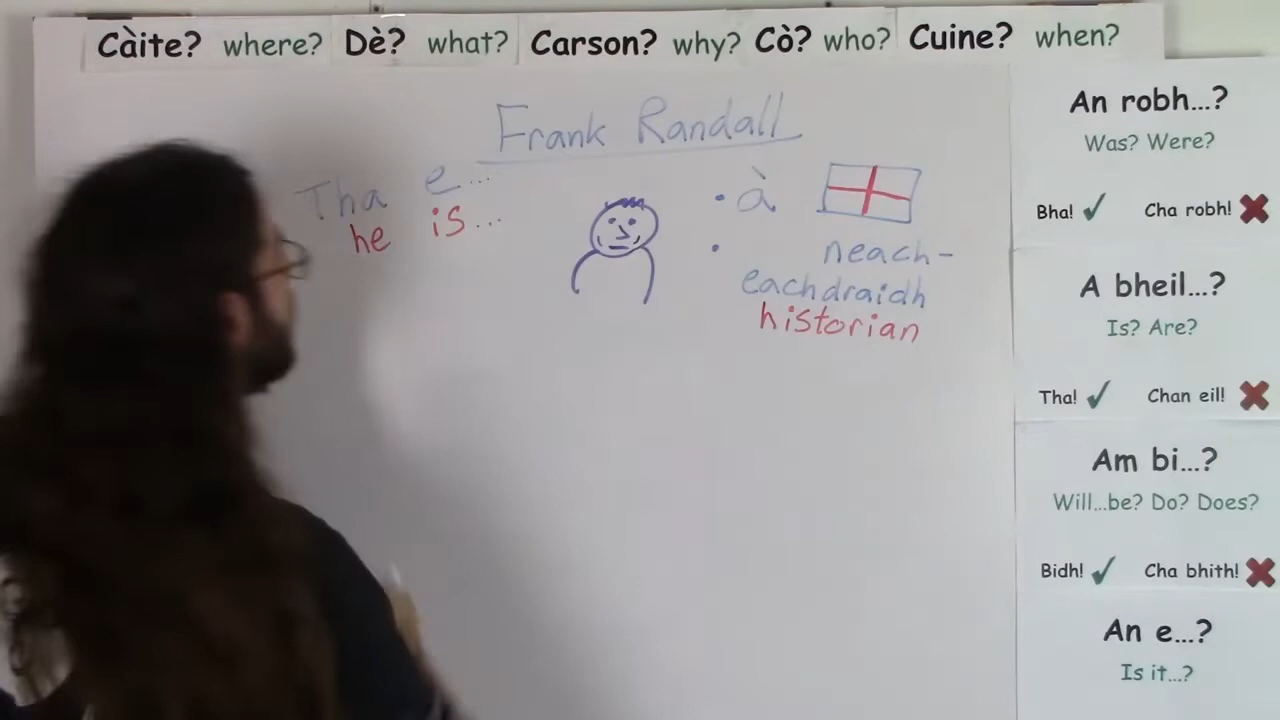 Càite? where? Dè? what? Carson? why? Cò? who? Cuine? when?
Frank Randall
Tha e...
he is...
• à
•
neach-
eachdraidh
historian
An robh...?
Was? Were?
Bha! ✓ Cha robh! ✗
A bheil...?
Is? Are?
Tha! ✓ Chan eil! ✗
Am bi...?
Will...be? Do? Does?
Bidh! ✓ Cha bhith! ✗
An e...?
Is it...?